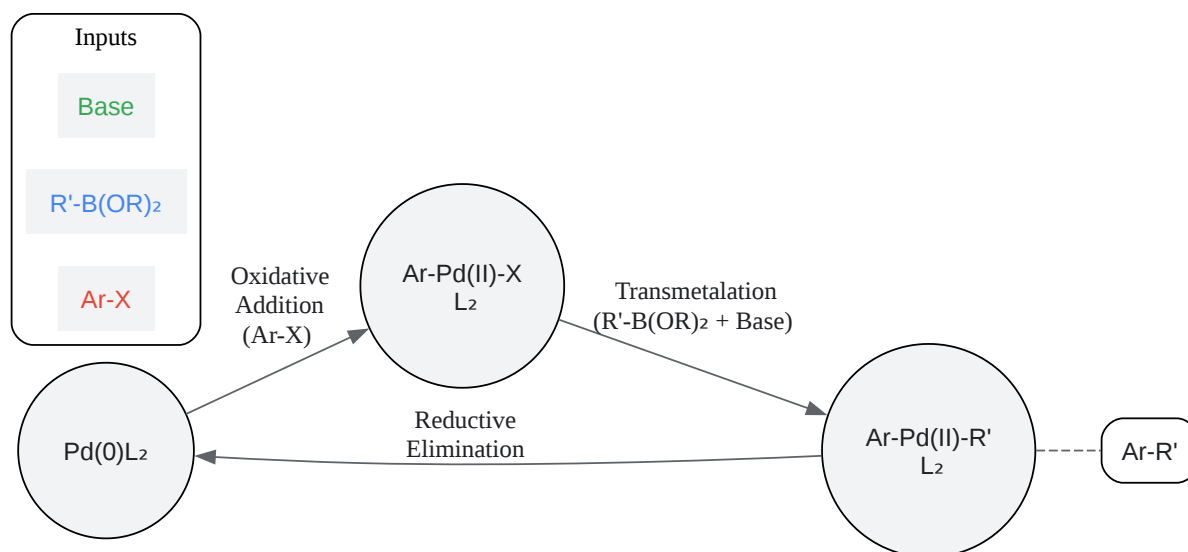 Inputs
Base
R'-B(OR)₂
Ar-X
Oxidative
Addition
(Ar-X)
Ar-Pd(II)-X
L₂
Transmetalation
(R'-B(OR)₂ + Base)
Pd(0)L₂
Reductive
Elimination
Ar-Pd(II)-R'
L₂
Ar-R'